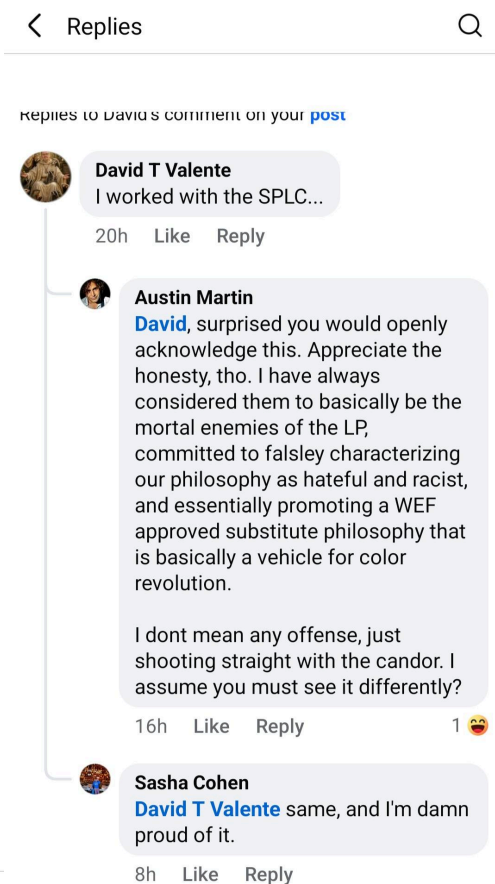 Replies
Replies to David's comment on your post
David T Valente
I worked with the SPLC...
20h Like Reply
Austin Martin
David, surprised you would openly
acknowledge this. Appreciate the
honesty, tho. I have always
considered them to basically be the
mortal enemies of the LP,
committed to falsley characterizing
our philosophy as hateful and racist,
and essentially promoting a WEF
approved substitute philosophy that
is basically a vehicle for color
revolution.
I dont mean any offense, just
shooting straight with the candor. I
assume you must see it differently?
16h Like Reply 1
Sasha Cohen
David T Valente same, and I'm damn
proud of it.
8h Like Reply